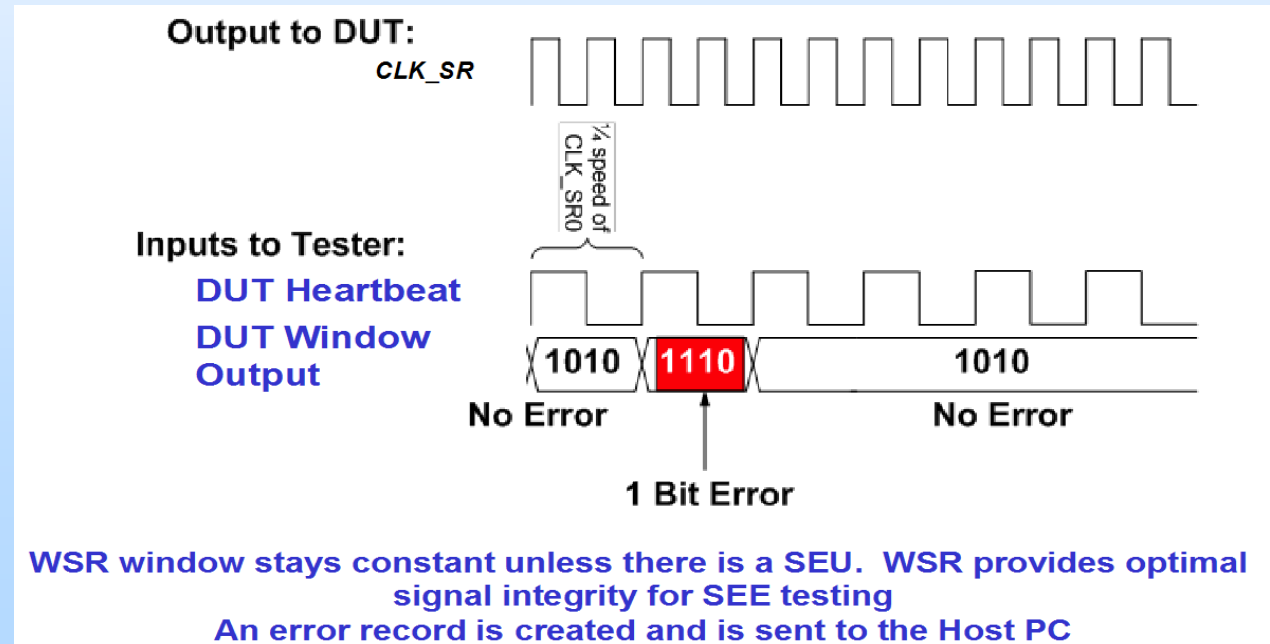 Output to DUT:
CLK_SR
¼ speed of
CLK_SR0
Inputs to Tester:
DUT Heartbeat
DUT Window
Output
1010
1110
1010
No Error
No Error
1 Bit Error
WSR window stays constant unless there is a SEU. WSR provides optimal
signal integrity for SEE testing
An error record is created and is sent to the Host PC